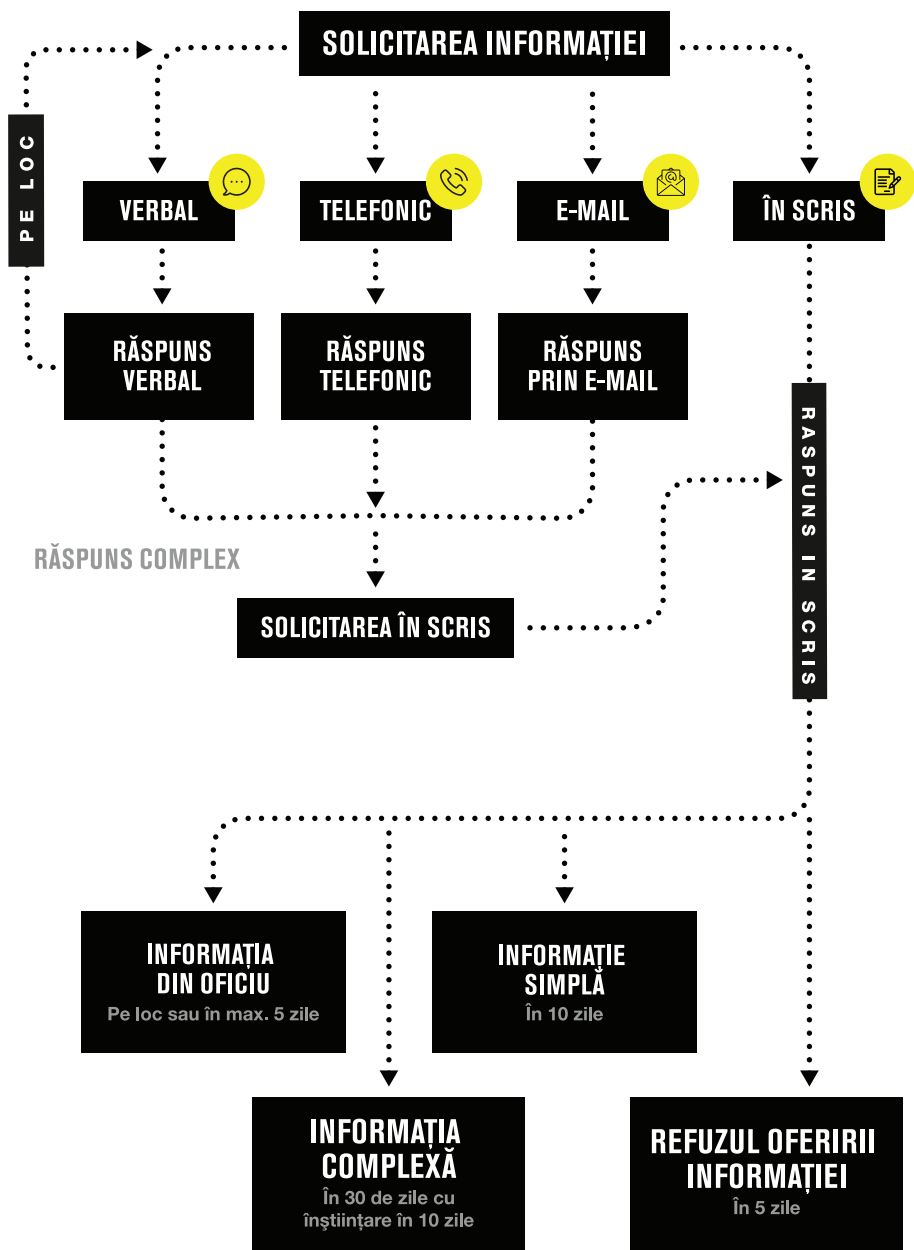 SOLICITAREA INFORMAȚIEI
PE LOC
VERBAL
TELEFONIC
E-MAIL
ÎN SCRIS
RĂSPUNS
VERBAL
RĂSPUNS
TELEFONIC
RĂSPUNS
PRIN E-MAIL
RASPUNS IN SCRIS
RĂSPUNS COMPLEX
SOLICITAREA ÎN SCRIS
INFORMAȚIA
DIN OFICIU
Pe loc sau în max. 5 zile
INFORMAȚIE
SIMPLĂ
În 10 zile
INFORMAȚIA
COMPLEXĂ
În 30 de zile cu
înştiințare în 10 zile
REFUZUL OFERIRII
INFORMAȚIEI
În 5 zile